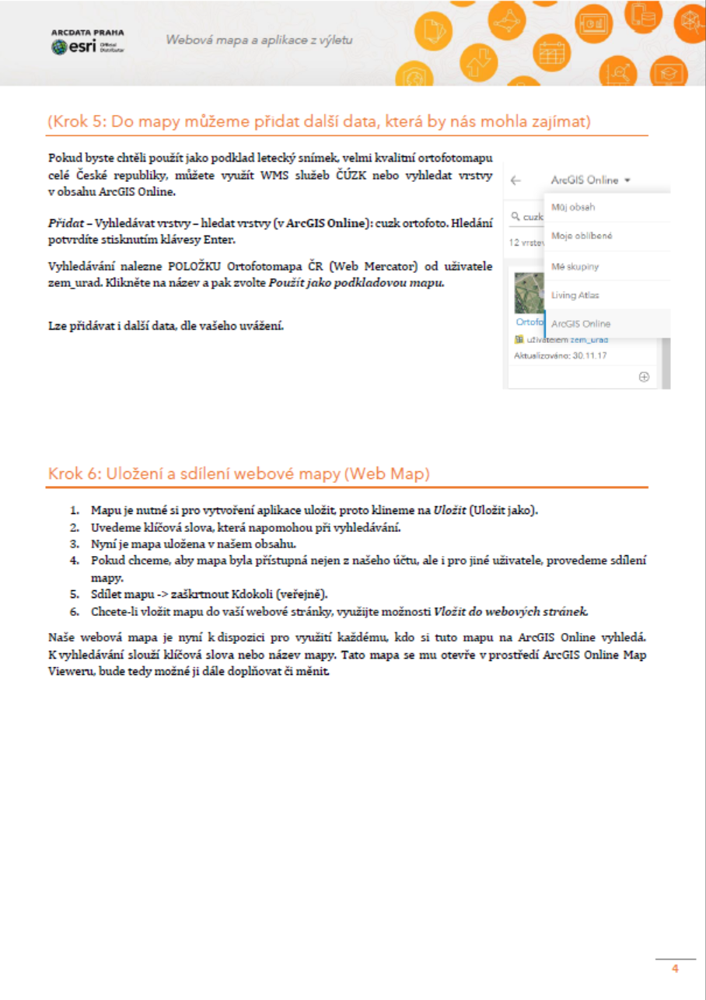 ARCDATA PRAHA
esri Official Distributor
Webová mapa a aplikace z výletu
(Krok 5: Do mapy můžeme přidat další data, která by nás mohla zajímat)
Pokud byste chtěli použít jako podklad letecký snímek, velmi kvalitní ortofotomapu
celé České republiky, můžete využít WMS služeb ČÚZK nebo vyhledat vrstvy
v obsahu ArcGIS Online.
Přidat – Vyhledávat vrstvy – hledat vrstvy (v ArcGIS Online): cuzk ortofoto. Hledání
potvrdíte stisknutím klávesy Enter.
Vyhledávání nalezne POLOŽKU Ortofotomapa ČR (Web Mercator) od uživatele
zem_urad. Klikněte na název a pak zvolte Použít jako podkladovou mapu.
Lze přidávat i další data, dle vašeho uvážení.
ArcGIS Online
Můj obsah
cuzk
Moje oblíbené
12 vrstev
Mé skupiny
Living Atlas
Ortofo
ArcGIS Online
uživatelem zem_urad
Aktualizováno: 30.11.17
Krok 6: Uložení a sdílení webové mapy (Web Map)
1. Mapu je nutné si pro vytvoření aplikace uložit, proto klineme na Uložit (Uložit jako).
2. Uvedeme klíčová slova, která napomohou při vyhledávání.
3. Nyní je mapa uložena v našem obsahu.
4. Pokud chceme, aby mapa byla přístupná nejen z našeho účtu, ale i pro jiné uživatele, provedeme sdílení
mapy.
5. Sdílet mapu -> zaškrtnout Kdokoli (veřejně).
6. Chcete-li vložit mapu do vaší webové stránky, využijte možnosti Vložit do webových stránek.
Naše webová mapa je nyní k dispozici pro využití každému, kdo si tuto mapu na ArcGIS Online vyhledá.
K vyhledávání slouží klíčová slova nebo název mapy. Tato mapa se mu otevře v prostředí ArcGIS Online Map
Vieweru, bude tedy možné ji dále doplňovat či měnit.
4